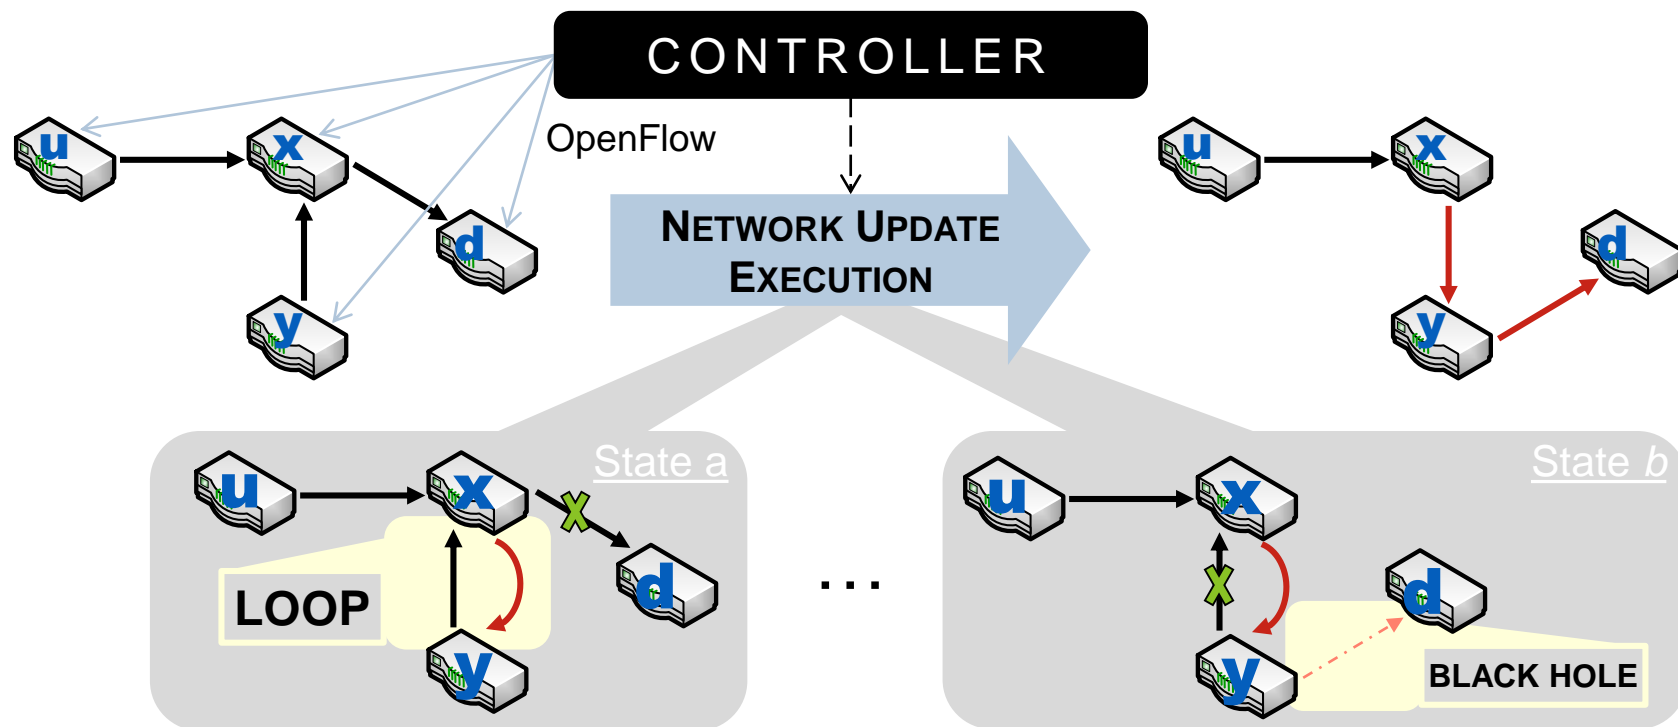 CONTROLLER
OpenFlow
u
x
d
y
NETWORK UPDATE
EXECUTION
u
x
d
y
State a
u
x
X
d
LOOP
y
...
State b
u
x
X
d
y
BLACK HOLE